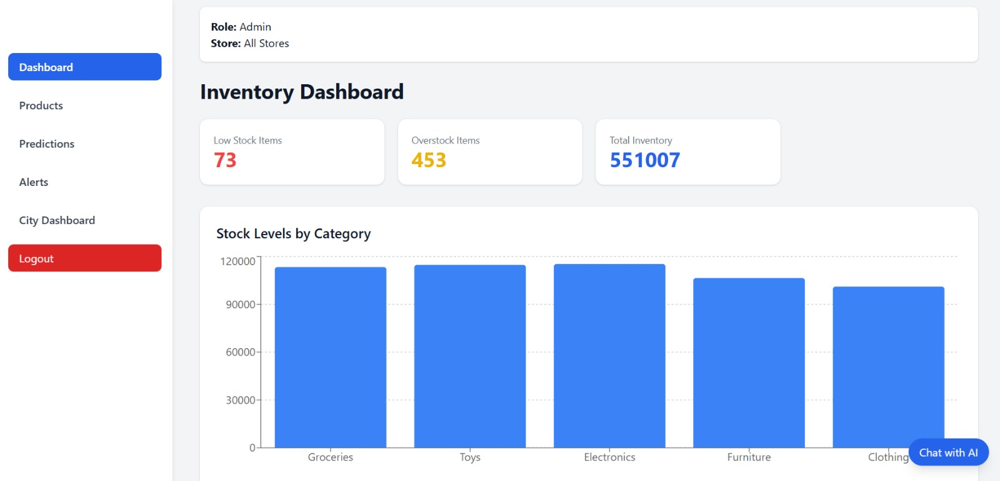 Role: Admin
Store: All Stores
Dashboard
Products
Predictions
Alerts
City Dashboard
Logout
Inventory Dashboard
Low Stock Items
73
Overstock Items
453
Total Inventory
551007
Stock Levels by Category
120000
90000
60000
30000
0
Groceries
Toys
Electronics
Furniture
Clothing
Chat with AI